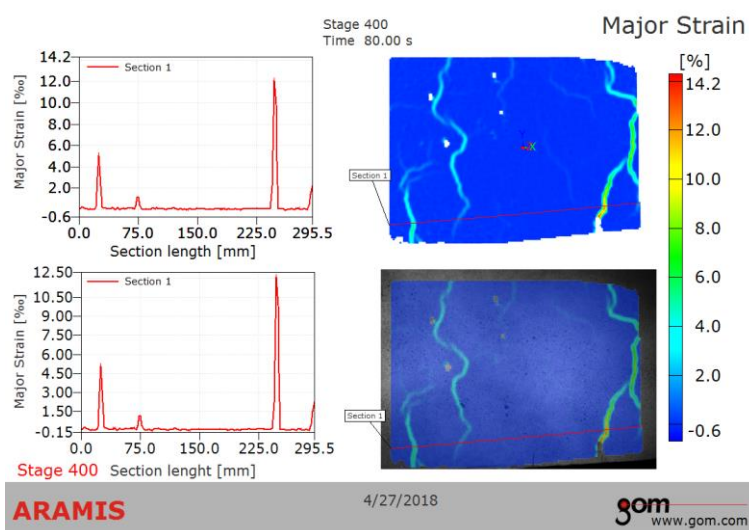 Stage 400
Time 80.00 s
Major Strain
[%]
14.2
12.0
10.0
8.0
6.0
4.0
2.0
-0.6
Major Strain [‰]
14.2
12.0
10.0
8.0
6.0
4.0
2.0
-0.6
Section 1
0.0 75.0 150.0 225.0 295.5
Section length [mm]
Section 1
Major Strain [‰]
12.50
10.50
9.00
7.50
6.00
4.50
3.00
1.50
-0.15
Section 1
0.0 75.0 150.0 225.0 295.5
Stage 400 Section lenght [mm]
Section 1
Y
X
ARAMIS
4/27/2018
gom
www.gom.com